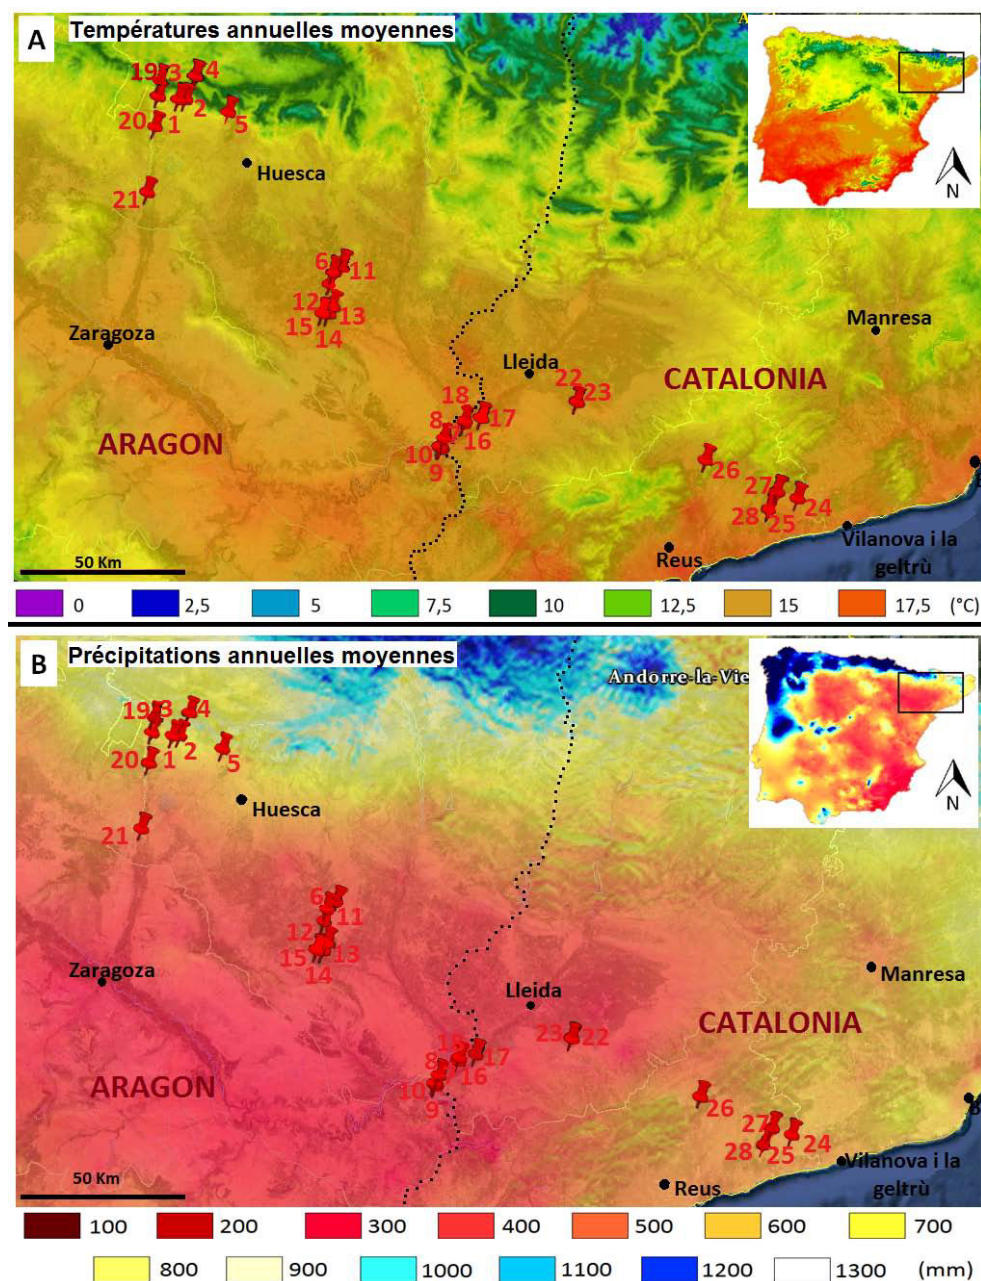 A
Températures annuelles moyennes
19 3 4
20 1 2 5
Huesca
21
N
6 11
12 13
15 14
Zaragoza
Manresa
Lleida
22 23
CATALONIA
18 17
8 16
10 9
ARAGON
26
27 24
28 25
Reus
Vilanova i la
geltrù
50 Km
0 2,5 5 7,5 10 12,5 15 17,5 (°C)
B
Précipitations annuelles moyennes
Andorre-la-Vie
19 3 4
20 1 2 5
Huesca
21
N
6 11
12 13
15 14
Zaragoza
Manresa
Lleida
23 22
CATALONIA
17
8 16
10 9
ARAGON
26
27 24
28 25
Reus
Vilanova i la
geltrù
50 Km
100 200 300 400 500 600 700
800 900 1000 1100 1200 1300 (mm)